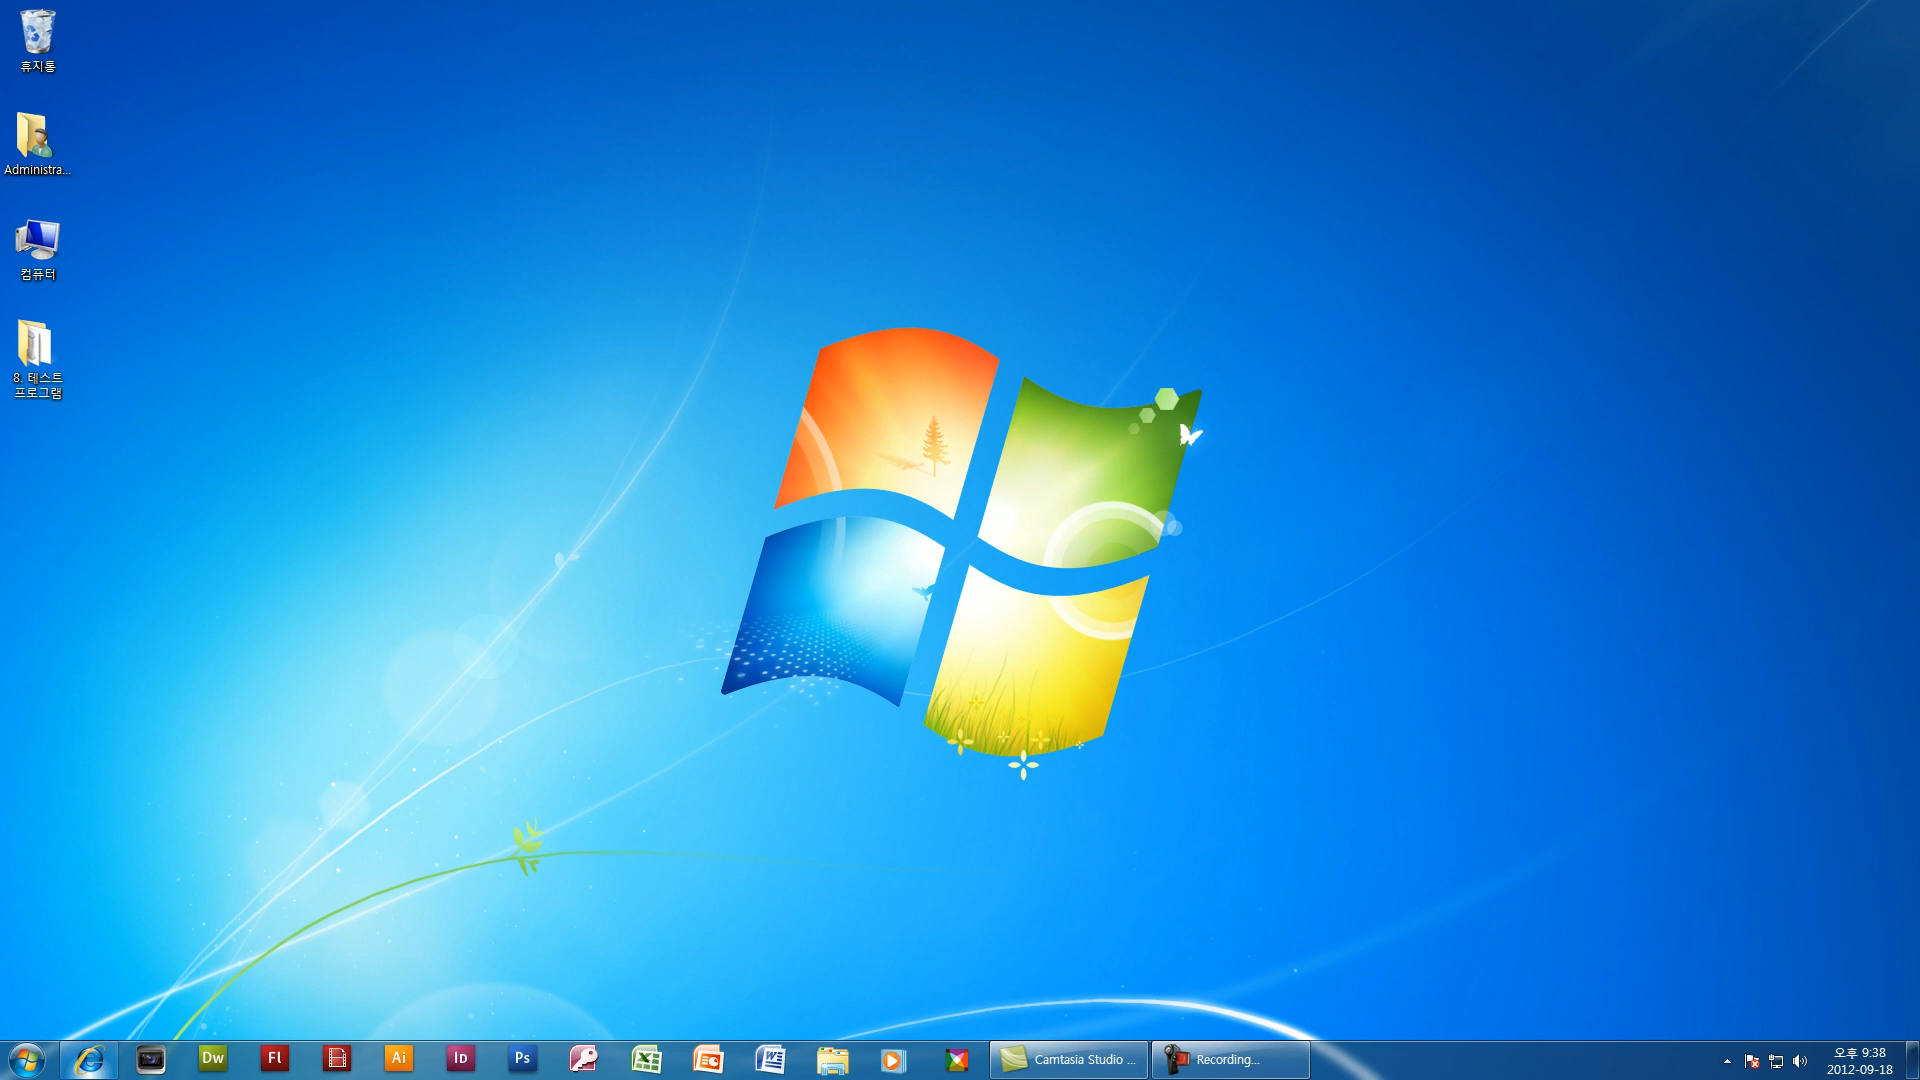 휴지통
Administra...
컴퓨터
8. 테스트
프로그램
Dw
Fl
Ai
Id
Ps
Camtasia Studio ...
Recording...
오후 9:38
2012-09-18